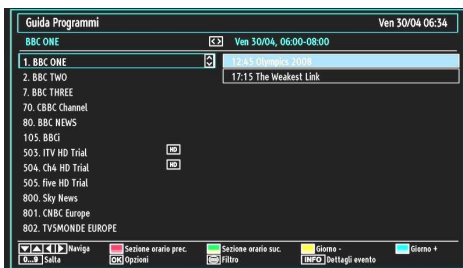 Guida Programmi Ven 30/04 06:34
BBC ONE Ven 30/04, 06:00-08:00
1. BBC ONE 12:45 Olympics 2008
2. BBC TWO 17:15 The Weakest Link
7. BBC THREE
70. CBBC Channel
80. BBC NEWS
105. BBCi
503. ITV HD Trial HD
504. Ch4 HD Trial HD
505. five HD Trial
800. Sky News
801. CNBC Europe
802. TV5MONDE EUROPE
Naviga Sezione orario prec. Sezione orario suc. Giorno - Giorno +
0...9 Salta OK Opzioni Filtro INFO Dettagli evento